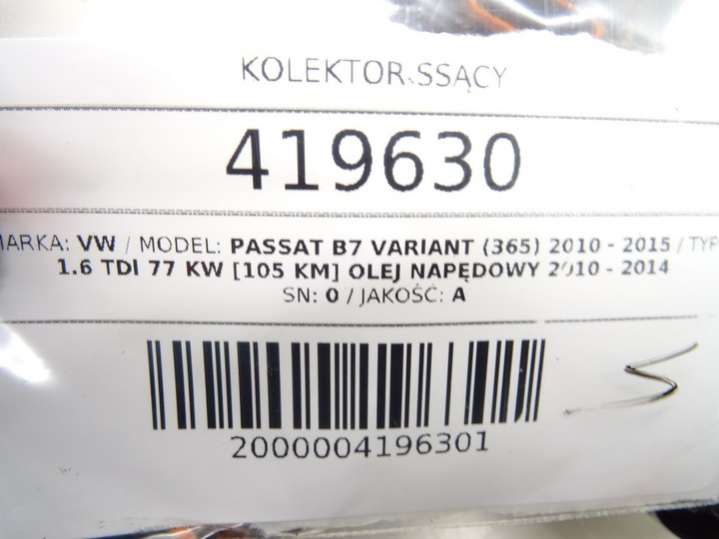 KOLEKTOR SSĄCY
419630
MARKA: VW / MODEL: PASSAT B7 VARIANT (365) 2010 - 2015 / TYP
1.6 TDI 77 KW [105 KM] OLEJ NAPĘDOWY 2010 - 2014
SN: 0 / JAKOŚĆ: A
2000004196301